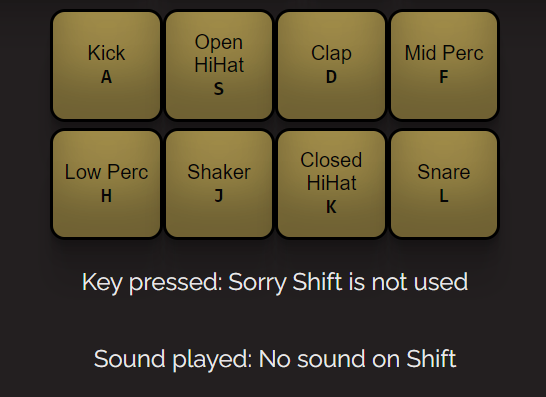 Kick
A
Open
HiHat
S
Clap
D
Mid Perc
F
Low Perc
H
Shaker
J
Closed
HiHat
K
Snare
L
Key pressed: Sorry Shift is not used
Sound played: No sound on Shift